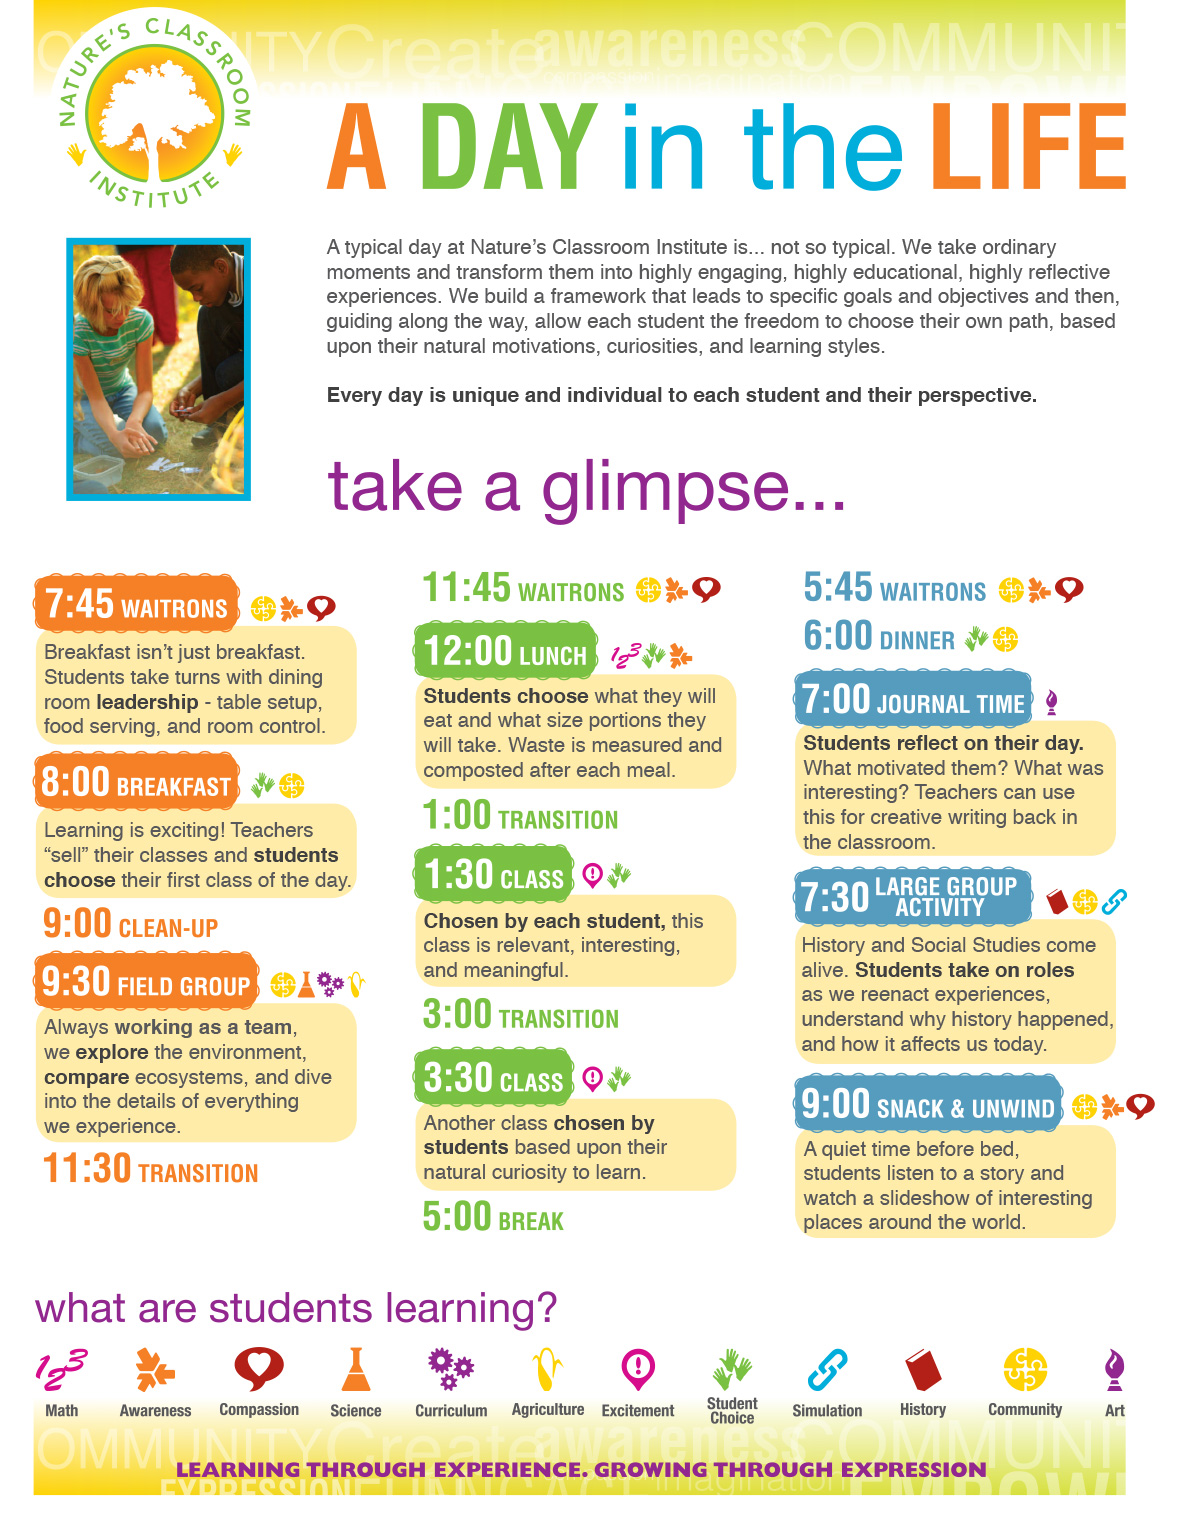 NATURE'S CLASSROOM
INSTITUTE
COMMUNITY Create awareness COMMUNIT
A DAY in the LIFE
A typical day at Nature's Classroom Institute is... not so typical. We take ordinary
moments and transform them into highly engaging, highly educational, highly reflective
experiences. We build a framework that leads to specific goals and objectives and then,
guiding along the way, allow each student the freedom to choose their own path, based
upon their natural motivations, curiosities, and learning styles.
Every day is unique and individual to each student and their perspective.
take a glimpse...
7:45 WAITRONS
Breakfast isn't just breakfast.
Students take turns with dining
room leadership - table setup,
food serving, and room control.
8:00 BREAKFAST
Learning is exciting! Teachers
“sell” their classes and students
choose their first class of the day.
9:00 CLEAN-UP
9:30 FIELD GROUP
Always working as a team,
we explore the environment,
compare ecosystems, and dive
into the details of everything
we experience.
11:30 TRANSITION
11:45 WAITRONS
12:00 LUNCH
Students choose what they will
eat and what size portions they
will take. Waste is measured and
composted after each meal.
1:00 TRANSITION
1:30 CLASS
Chosen by each student, this
class is relevant, interesting,
and meaningful.
3:00 TRANSITION
3:30 CLASS
Another class chosen by
students based upon their
natural curiosity to learn.
5:00 BREAK
5:45 WAITRONS
6:00 DINNER
7:00 JOURNAL TIME
Students reflect on their day.
What motivated them? What was
interesting? Teachers can use
this for creative writing back in
the classroom.
7:30 LARGE GROUP
ACTIVITY
History and Social Studies come
alive. Students take on roles
as we reenact experiences,
understand why history happened,
and how it affects us today.
9:00 SNACK & UNWIND
A quiet time before bed,
students listen to a story and
watch a slideshow of interesting
places around the world.
what are students learning?
123
Math
Awareness
Compassion
Science
Curriculum
Agriculture
Excitement
Student
Choice
Simulation
History
Community
Art
OMMUNITY Create awareness COMMUNIT
LEARNING THROUGH EXPERIENCE. GROWING THROUGH EXPRESSION
EXPRESSION imagination EMPOW